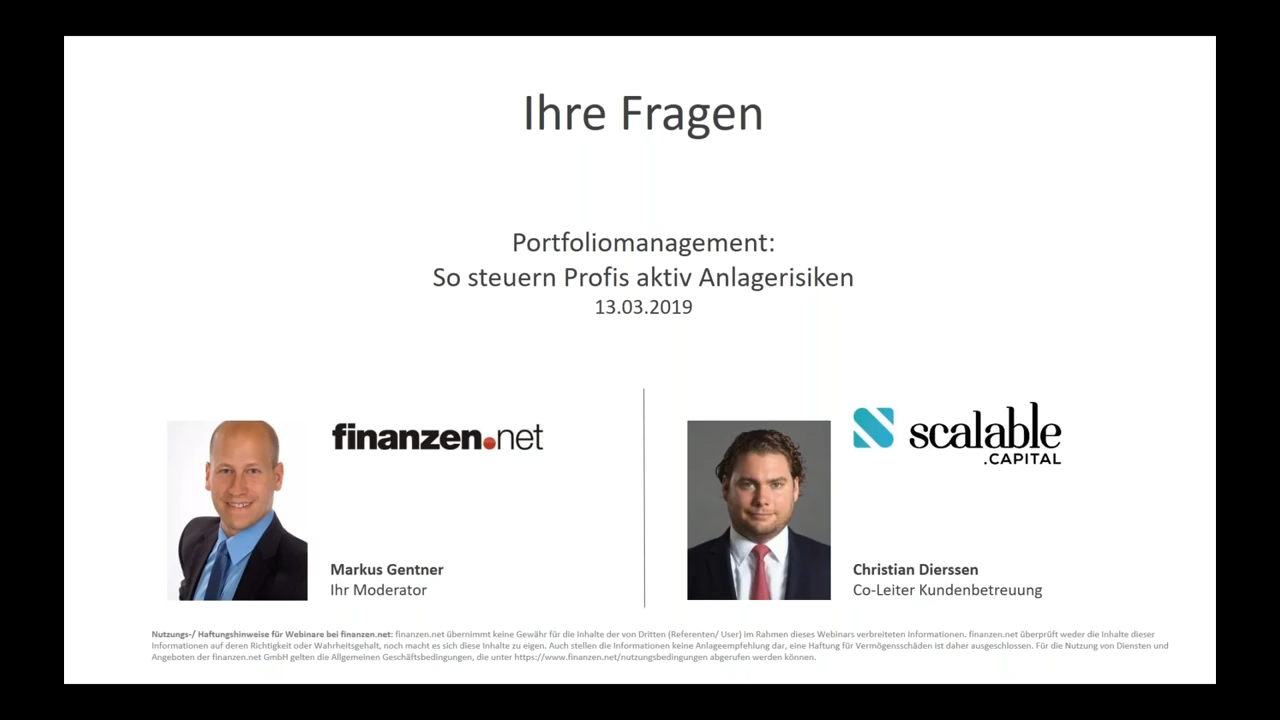 Ihre Fragen
Portfoliomanagement:
So steuern Profis aktiv Anlagerisiken
13.03.2019
finanzen.net
Markus Gentner
Ihr Moderator
scalable
.CAPITAL
Christian Dierssen
Co-Leiter Kundenbetreuung
Nutzungs-/ Haftungshinweise für Webinare bei finanzen.net: finanzen.net übernimmt keine Gewähr für die Inhalte der von Dritten (Referenten/ User) im Rahmen dieses Webinars verbreiteten Informationen. finanzen.net überprüft weder die Inhalte dieser
Informationen auf deren Richtigkeit oder Wahrheitsgehalt, noch macht es sich diese Inhalte zu eigen. Auch stellen die Informationen keine Anlageempfehlung dar, eine Haftung für Vermögensschäden ist daher ausgeschlossen. Für die Nutzung von Diensten und
Angeboten der finanzen.net GmbH gelten die Allgemeinen Geschäftsbedingungen, die unter https://www.finanzen.net/nutzungsbedingungen abgerufen werden können.